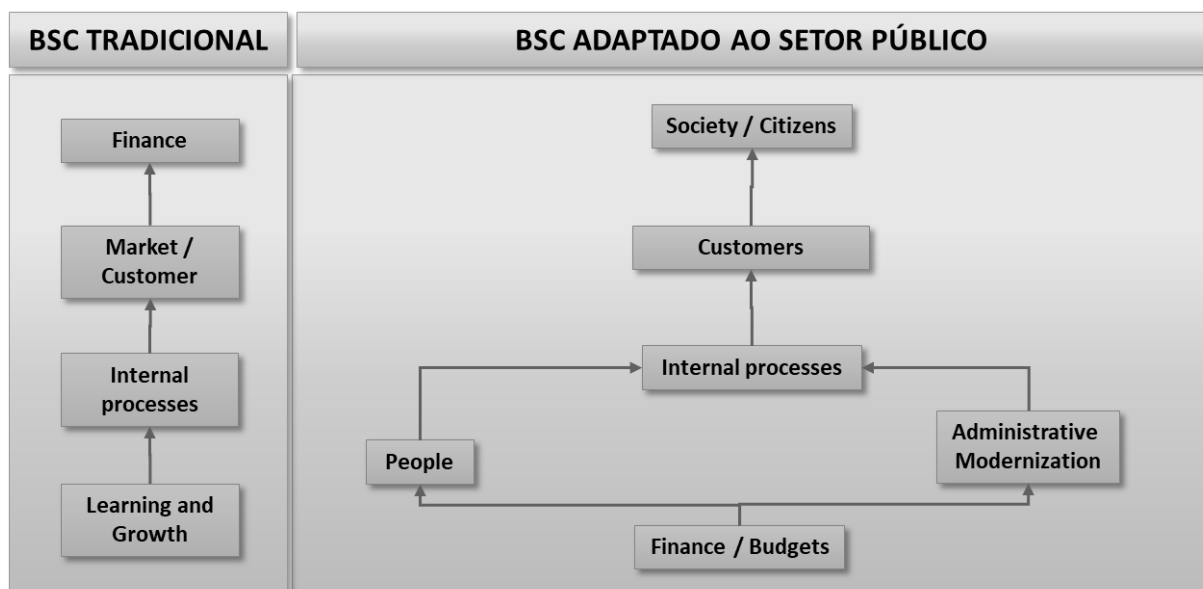 BSC TRADICIONAL
Finance
Market /
Customer
Internal
processes
Learning and
Growth
BSC ADAPTADO AO SETOR PÚBLICO
Society / Citizens
Customers
Internal processes
People
Administrative
Modernization
Finance / Budgets